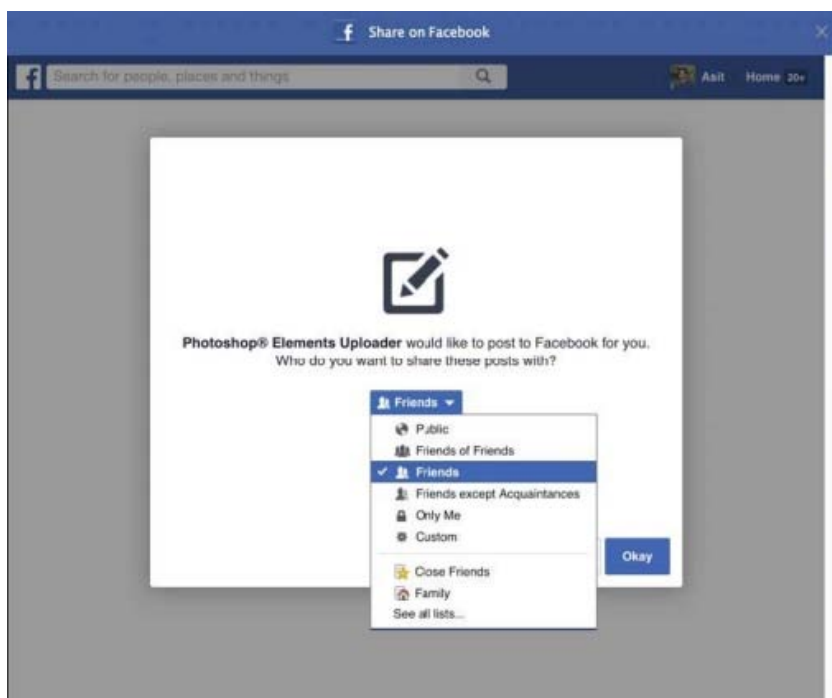 Share on Facebook
Search for people, places and things
Asit Home 20+
Photoshop® Elements Uploader would like to post to Facebook for you.
Who do you want to share these posts with?
Friends
Public
Friends of Friends
Friends
Friends except Acquaintances
Only Me
Custom
Okay
Close Friends
Family
See all lists...